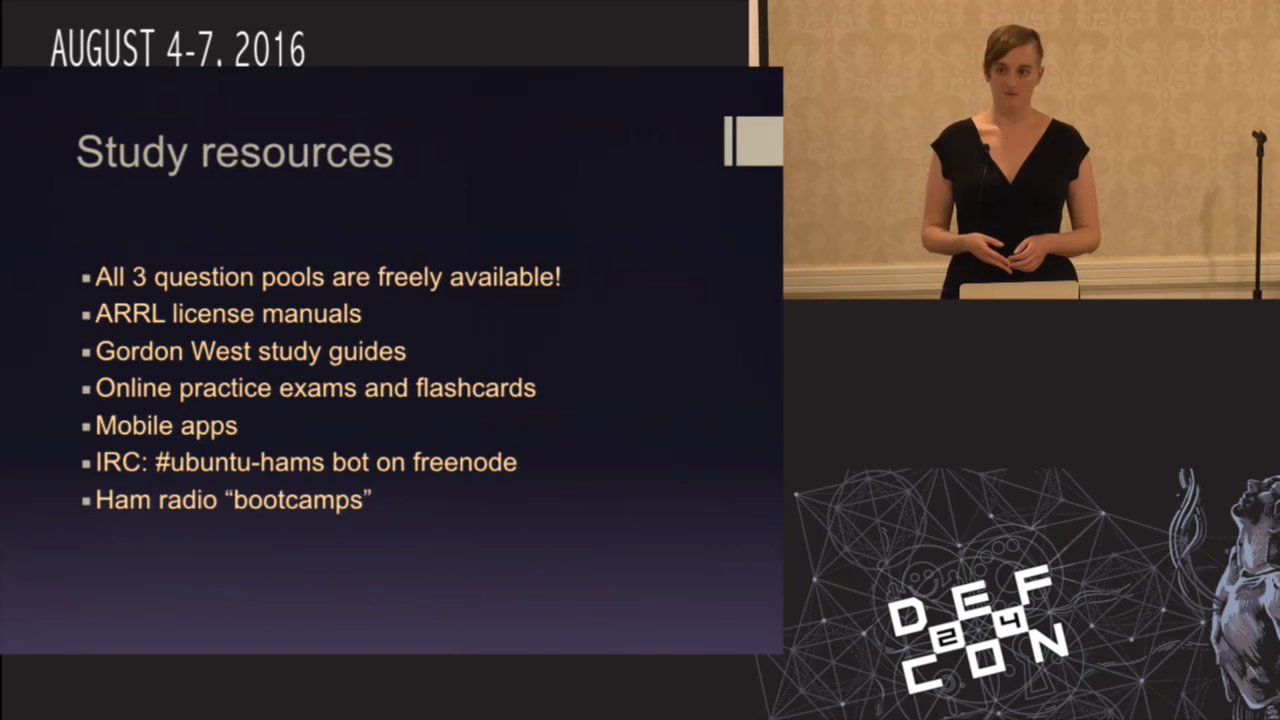 AUGUST 4-7, 2016
Study resources
All 3 question pools are freely available!
ARRL license manuals
Gordon West study guides
Online practice exams and flashcards
Mobile apps
IRC: #ubuntu-hams bot on freenode
Ham radio “bootcamps”
DEF
24
CON